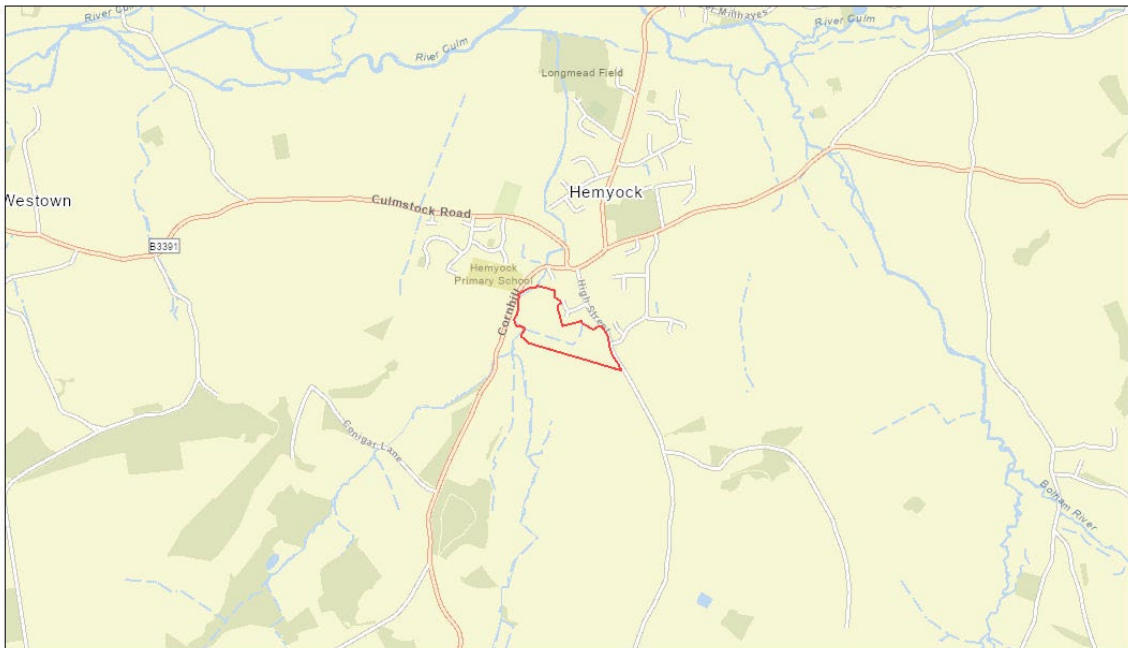 River Culm
River Culm
River Culm
Longmead Field
Westown
Hemyock
Culmstock Road
B3391
Hemyock
Primary School
High Street
Cornhill
Conigar Lane
Bolham River